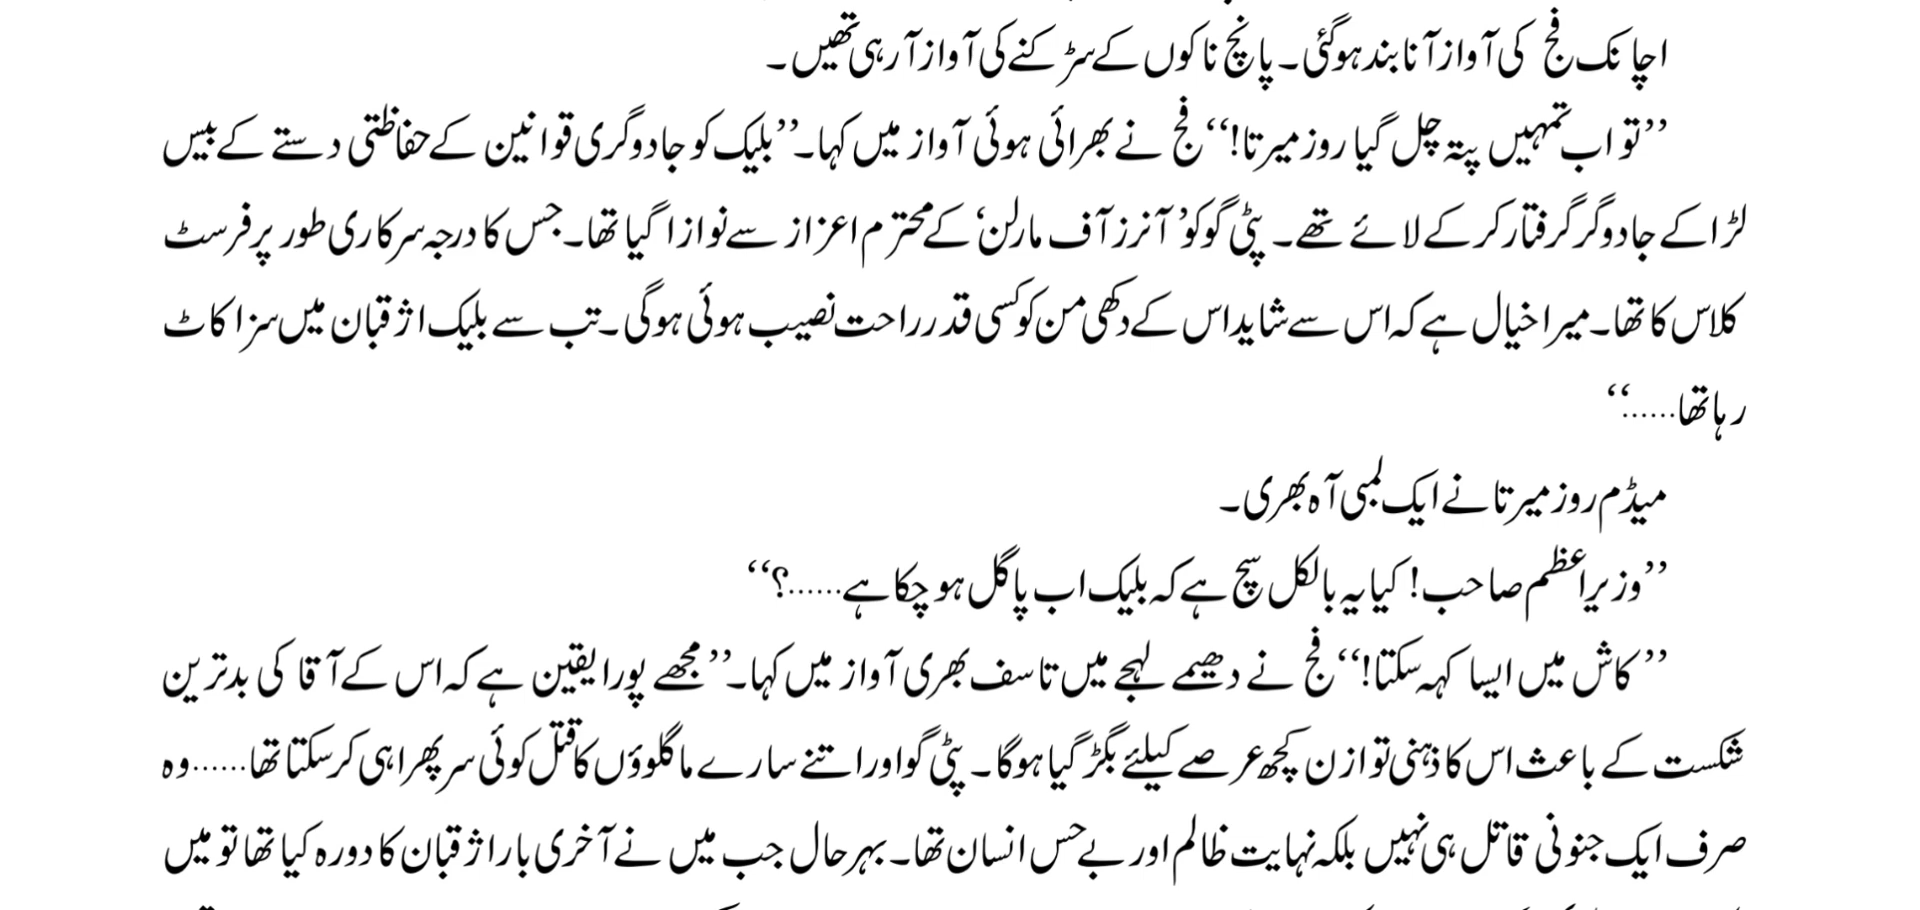 اچانک فج کی آواز آنا بند ہو گئی۔ پانچ ناکوں کے سڑکنے کی آواز آ رہی تھیں۔
’’تو اب تمہیں پتہ چل گیا روز میرتا!‘‘ فج نے بھرائی ہوئی آواز میں کہا۔ ’’بلیک کو جادوگری قوانین کے حفاظتی دستے کے بیس
لڑاکے جادوگر گرفتار کر کے لائے تھے۔ پٹی گو کو ’آنرز آف مارلن‘ کے محترم اعزاز سے نوازا گیا تھا۔ جس کا درجہ سرکاری طور پر فرسٹ
کلاس کا تھا۔ میرا خیال ہے کہ اس سے شاید اس کے دکھی من کو کسی قدر راحت نصیب ہوئی ہوگی۔ تب سے بلیک اژقبان میں سزا کاٹ
رہا تھا......‘‘
میڈم روز میرتا نے ایک لمبی آہ بھری۔
’’وزیر اعظم صاحب! کیا یہ بالکل سچ ہے کہ بلیک اب پاگل ہو چکا ہے......؟‘‘
’’کاش میں ایسا کہہ سکتا!‘‘ فج نے دھیمے لہجے میں تاسف بھری آواز میں کہا۔ ’’مجھے پورا یقین ہے کہ اس کے آقا کی بدترین
شکست کے باعث اس کا ذہنی توازن کچھ عرصے کیلئے بگڑ گیا ہوگا۔ پٹی گو اور اتنے سارے ماگلوؤں کا قتل کوئی سر پھرا ہی کر سکتا تھا......وہ
صرف ایک جنونی قاتل ہی نہیں بلکہ نہایت ظالم اور بے حس انسان تھا۔ بہرحال جب میں نے آخری بار اژقبان کا دورہ کیا تھا تو میں